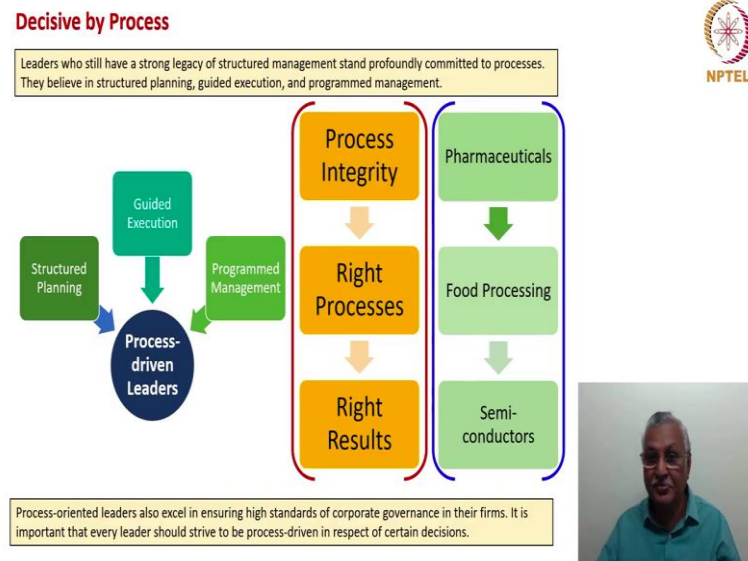 Decisive by Process
NPTEL
Leaders who still have a strong legacy of structured management stand profoundly committed to processes.
They believe in structured planning, guided execution, and programmed management.
Guided
Execution
Structured
Planning
Programmed
Management
Process-
driven
Leaders
Process
Integrity
Right
Processes
Right
Results
Pharmaceuticals
Food Processing
Semi-
conductors
Process-oriented leaders also excel in ensuring high standards of corporate governance in their firms. It is
important that every leader should strive to be process-driven in respect of certain decisions.